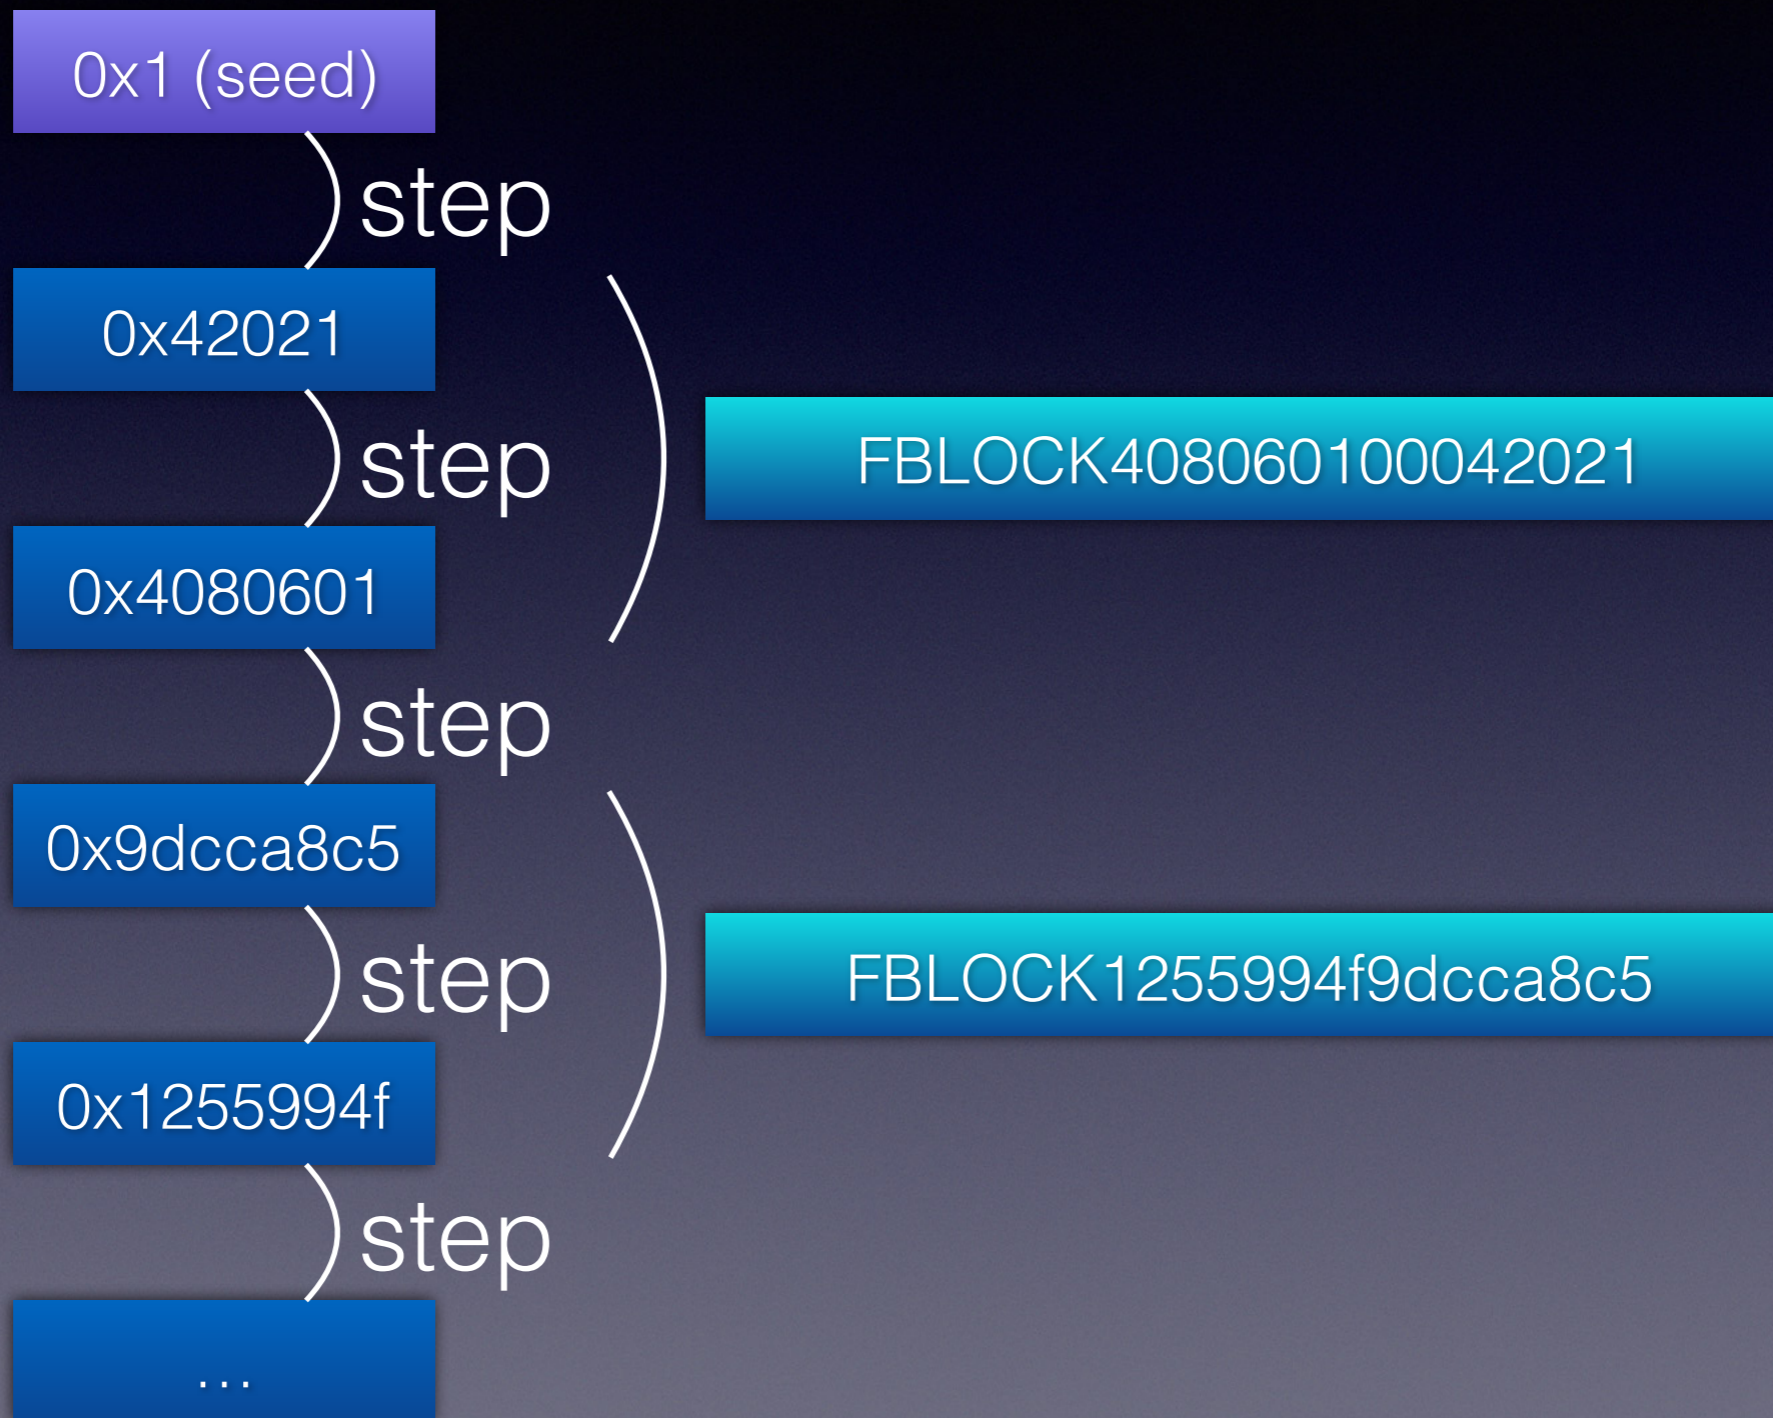 0x1 (seed)
step
0x42021
step
FBLOCK408060100042021
0x4080601
step
0x9dcca8c5
step
FBLOCK1255994f9dcca8c5
0x1255994f
step
...